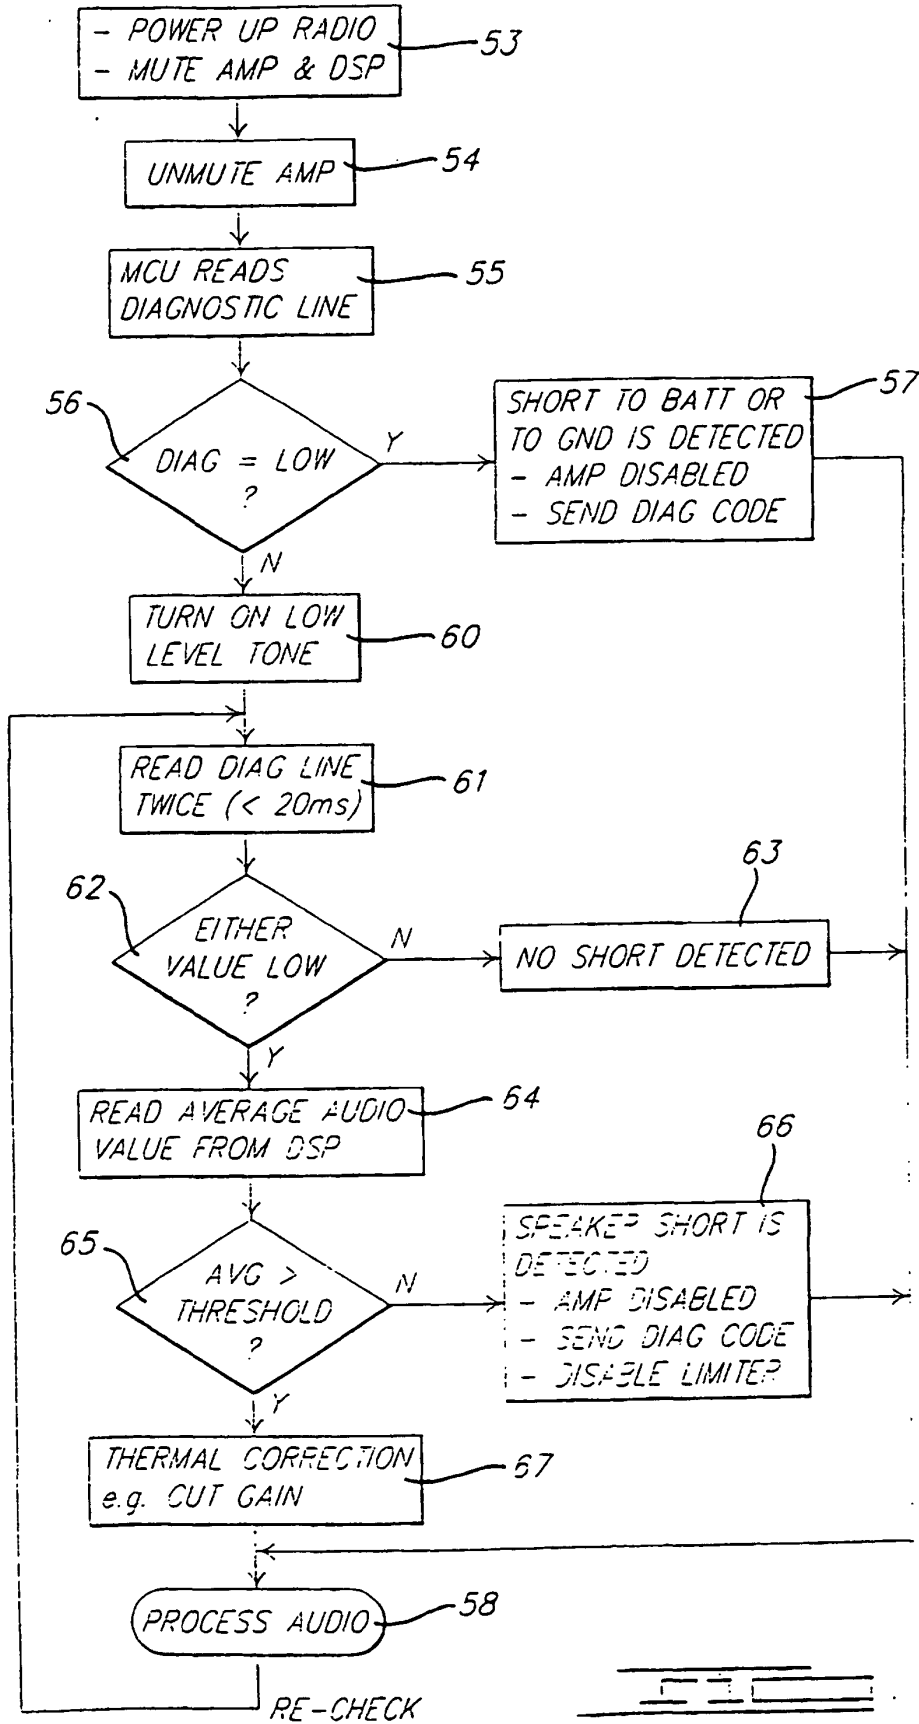 - POWER UP RADIO
- MUTE AMP & DSP
53
UNMUTE AMP
54
MCU READS
DIAGNOSTIC LINE
55
56
DIAG = LOW
?
Y
N
57
SHORT TO BATT OR
TO GND IS DETECTED
- AMP DISABLED
- SEND DIAG CODE
TURN ON LOW
LEVEL TONE
60
READ DIAG LINE
TWICE (< 20ms)
61
62
EITHER
VALUE LOW
?
N
Y
63
NO SHORT DETECTED
READ AVERAGE AUDIO
VALUE FROM DSP
64
65
AVG >
THRESHOLD
?
N
Y
66
SPEAKER SHORT IS
DETECTED
- AMP DISABLED
- SEND DIAG CODE
- DISABLE LIMITER
THERMAL CORRECTION
e.g. CUT GAIN
67
PROCESS AUDIO
58
RE-CHECK